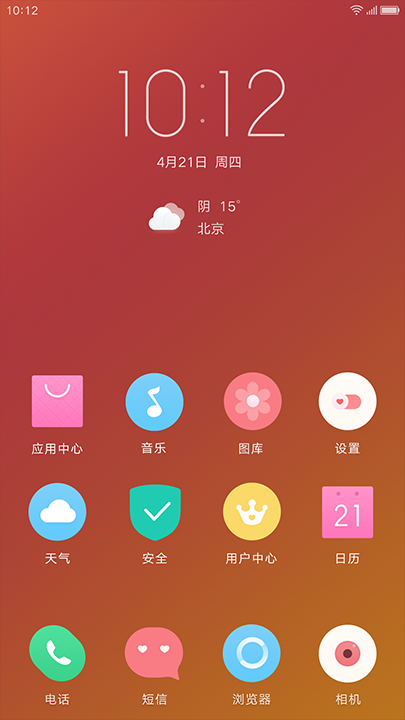 10:12
10:12
4月21日 周四
阴 15°
北京
应用中心 音乐 图库 设置
21
天气 安全 用户中心 日历
电话 短信 浏览器 相机